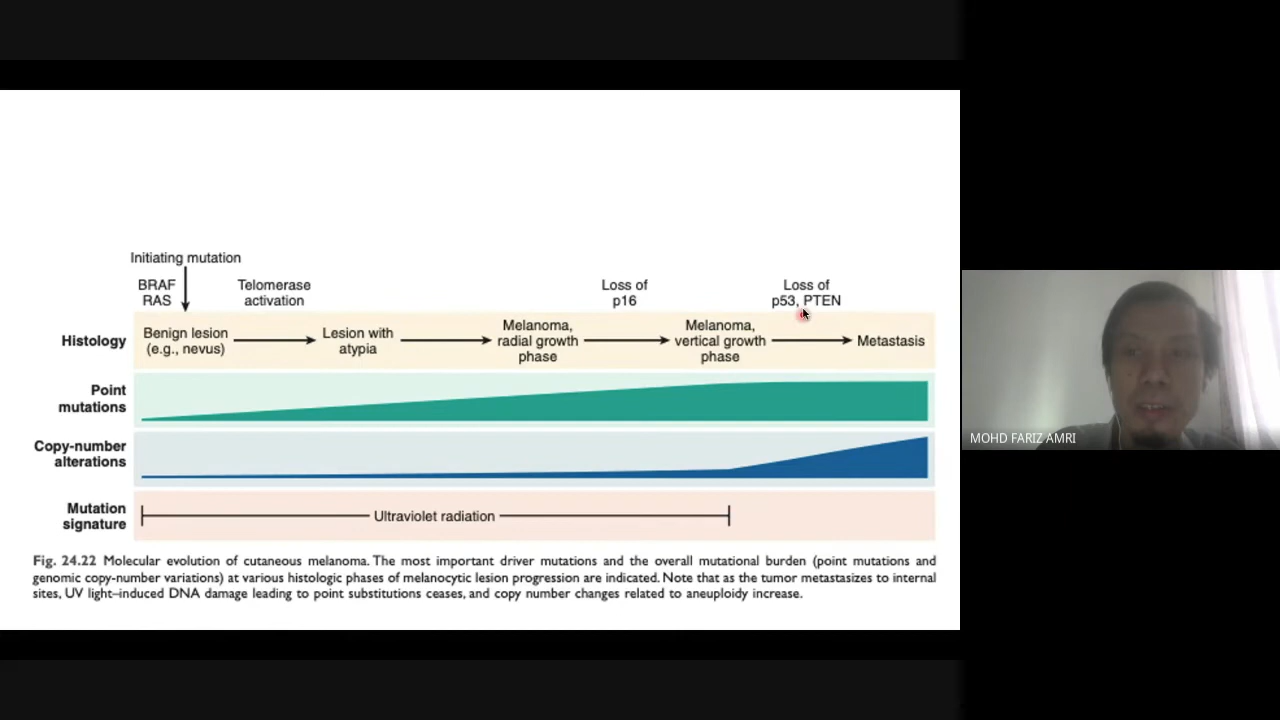 Initiating mutation
BRAF
RAS
Telomerase
activation
Loss of
p16
Loss of
p53, PTEN
Histology
Benign lesion
(e.g., nevus)
Lesion with
atypia
Melanoma,
radial growth
phase
Melanoma,
vertical growth
phase
Metastasis
Point
mutations
Copy-number
alterations
Mutation
signature
Ultraviolet radiation
Fig. 24.22 Molecular evolution of cutaneous melanoma. The most important driver mutations and the overall mutational burden (point mutations and
genomic copy-number variations) at various histologic phases of melanocytic lesion progression are indicated. Note that as the tumor metastasizes to internal
sites, UV light–induced DNA damage leading to point substitutions ceases, and copy number changes related to aneuploidy increase.
MOHD FARIZ AMRI